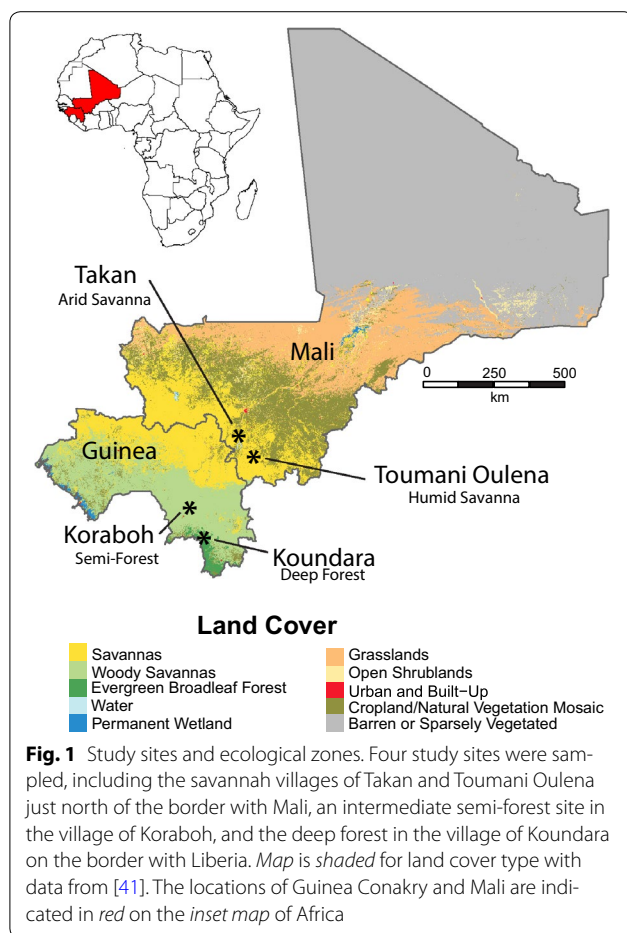 Takan
Arid Savanna
Mali
0 250 500
km
Guinea
Toumani Oulena
Humid Savanna
Koraboh
Semi-Forest
Koundara
Deep Forest
Land Cover
Savannas
Woody Savannas
Evergreen Broadleaf Forest
Water
Permanent Wetland
Grasslands
Open Shrublands
Urban and Built-Up
Cropland/Natural Vegetation Mosaic
Barren or Sparsely Vegetated
Fig. 1 Study sites and ecological zones. Four study sites were sam-
pled, including the savannah villages of Takan and Toumani Oulena
just north of the border with Mali, an intermediate semi-forest site in
the village of Koraboh, and the deep forest in the village of Koundara
on the border with Liberia. Map is shaded for land cover type with
data from [41]. The locations of Guinea Conakry and Mali are indi-
cated in red on the inset map of Africa